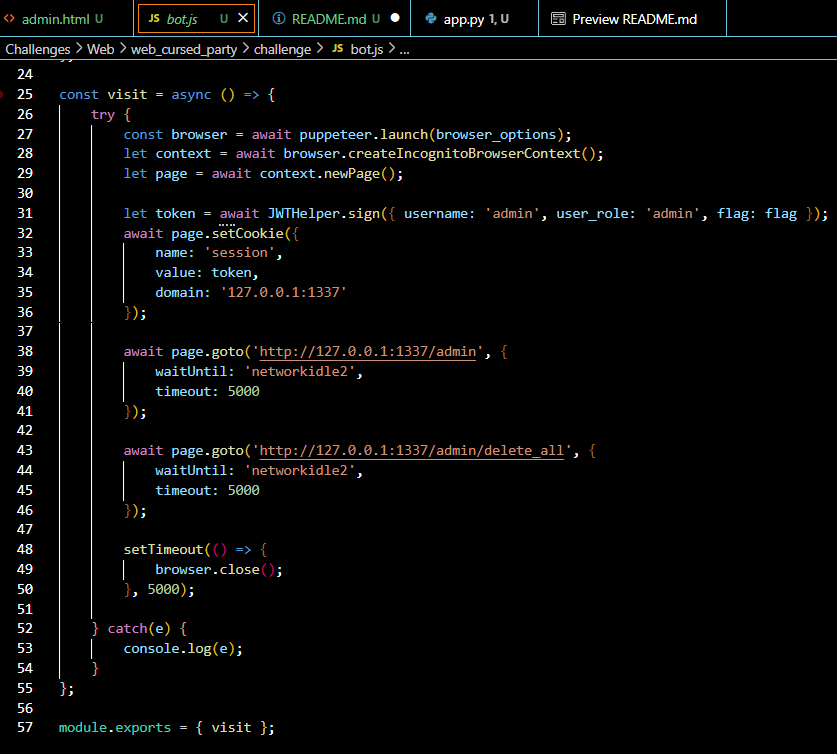 <> admin.html U JS bot.js U X ⓘ README.md U ● app.py 1, U Preview README.md
Challenges > Web > web_cursed_party > challenge > JS bot.js > ...
24
25 const visit = async () => {
26     try {
27         const browser = await puppeteer.launch(browser_options);
28         let context = await browser.createIncognitoBrowserContext();
29         let page = await context.newPage();
30
31         let token = await JWTHelper.sign({ username: 'admin', user_role: 'admin', flag: flag });
32         await page.setCookie({
33             name: 'session',
34             value: token,
35             domain: '127.0.0.1:1337'
36         });
37
38         await page.goto('http://127.0.0.1:1337/admin', {
39             waitUntil: 'networkidle2',
40             timeout: 5000
41         });
42
43         await page.goto('http://127.0.0.1:1337/admin/delete_all', {
44             waitUntil: 'networkidle2',
45             timeout: 5000
46         });
47
48         setTimeout(() => {
49             browser.close();
50         }, 5000);
51
52     } catch(e) {
53         console.log(e);
54     }
55 };
56
57 module.exports = { visit };